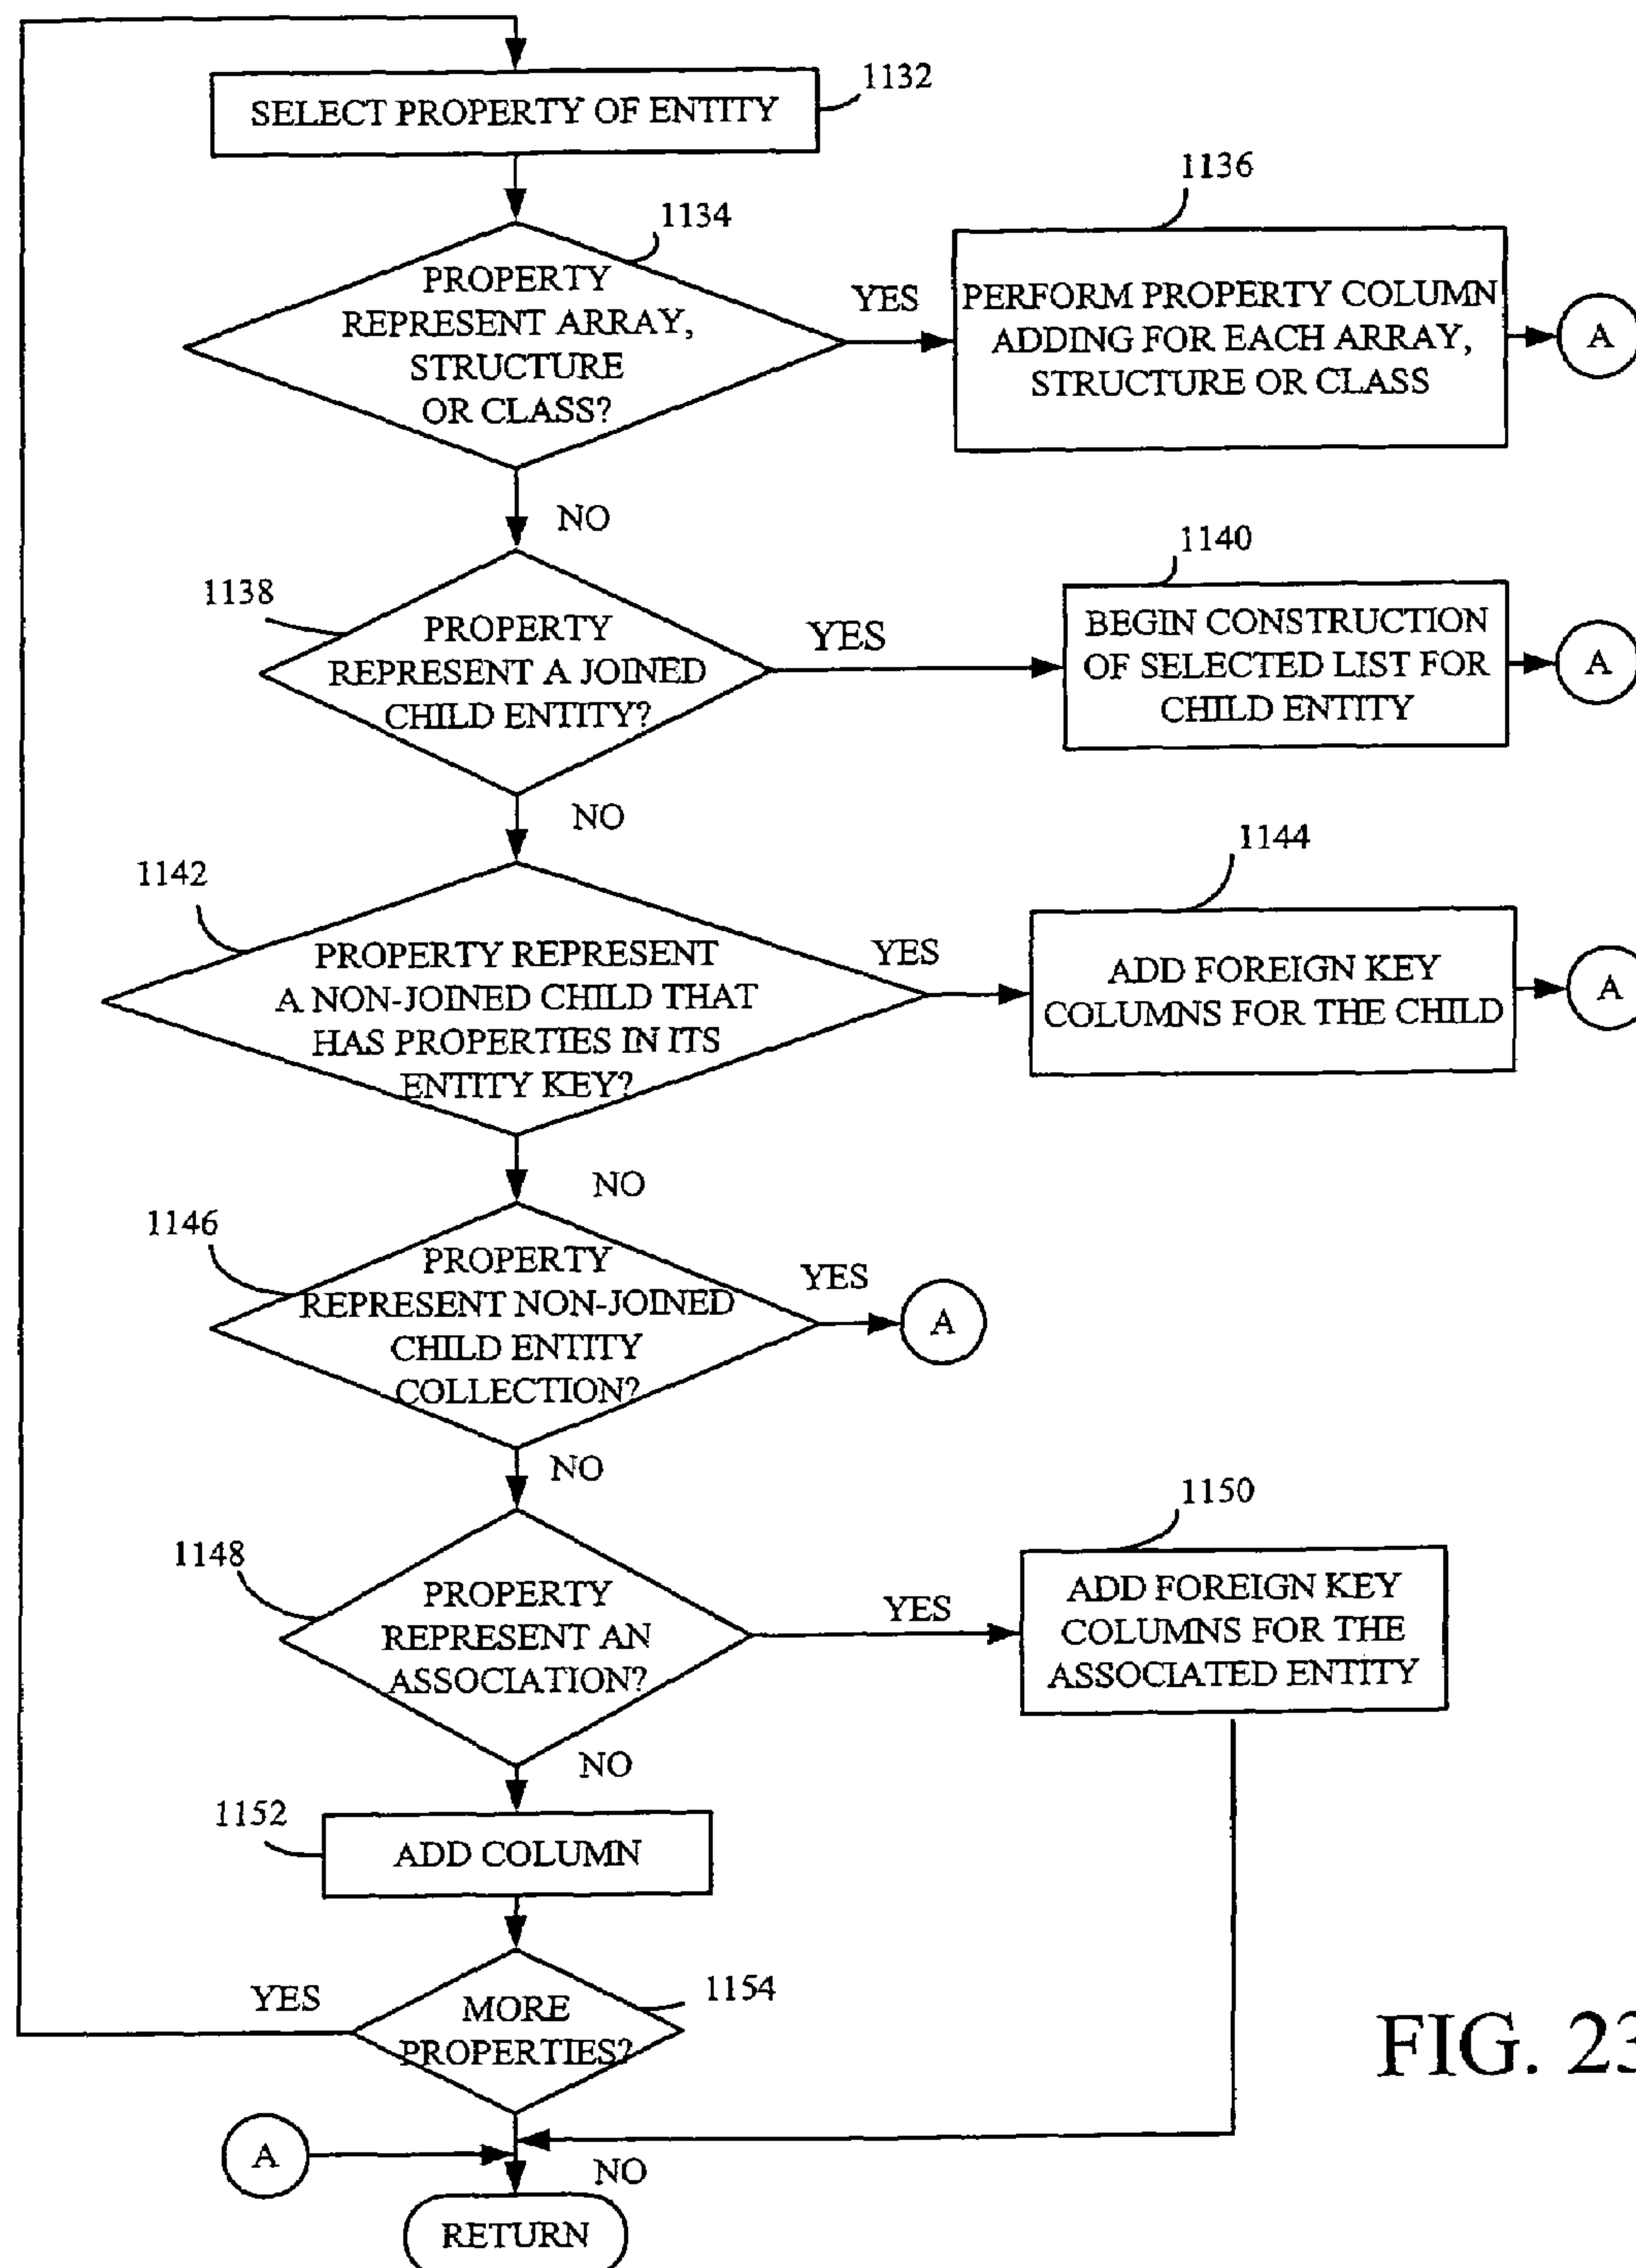 1132
SELECT PROPERTY OF ENTITY
1134
PROPERTY
REPRESENT ARRAY,
STRUCTURE
OR CLASS?
YES
1136
PERFORM PROPERTY COLUMN
ADDING FOR EACH ARRAY,
STRUCTURE OR CLASS
A
NO
1138
PROPERTY
REPRESENT A JOINED
CHILD ENTITY?
YES
1140
BEGIN CONSTRUCTION
OF SELECTED LIST FOR
CHILD ENTITY
A
NO
1142
PROPERTY REPRESENT
A NON-JOINED CHILD THAT
HAS PROPERTIES IN ITS
ENTITY KEY?
YES
1144
ADD FOREIGN KEY
COLUMNS FOR THE CHILD
A
NO
1146
PROPERTY
REPRESENT NON-JOINED
CHILD ENTITY
COLLECTION?
YES
A
NO
1148
PROPERTY
REPRESENT AN
ASSOCIATION?
YES
1150
ADD FOREIGN KEY
COLUMNS FOR THE
ASSOCIATED ENTITY
NO
1152
ADD COLUMN
1154
MORE
PROPERTIES?
YES
A
NO
RETURN
FIG. 23